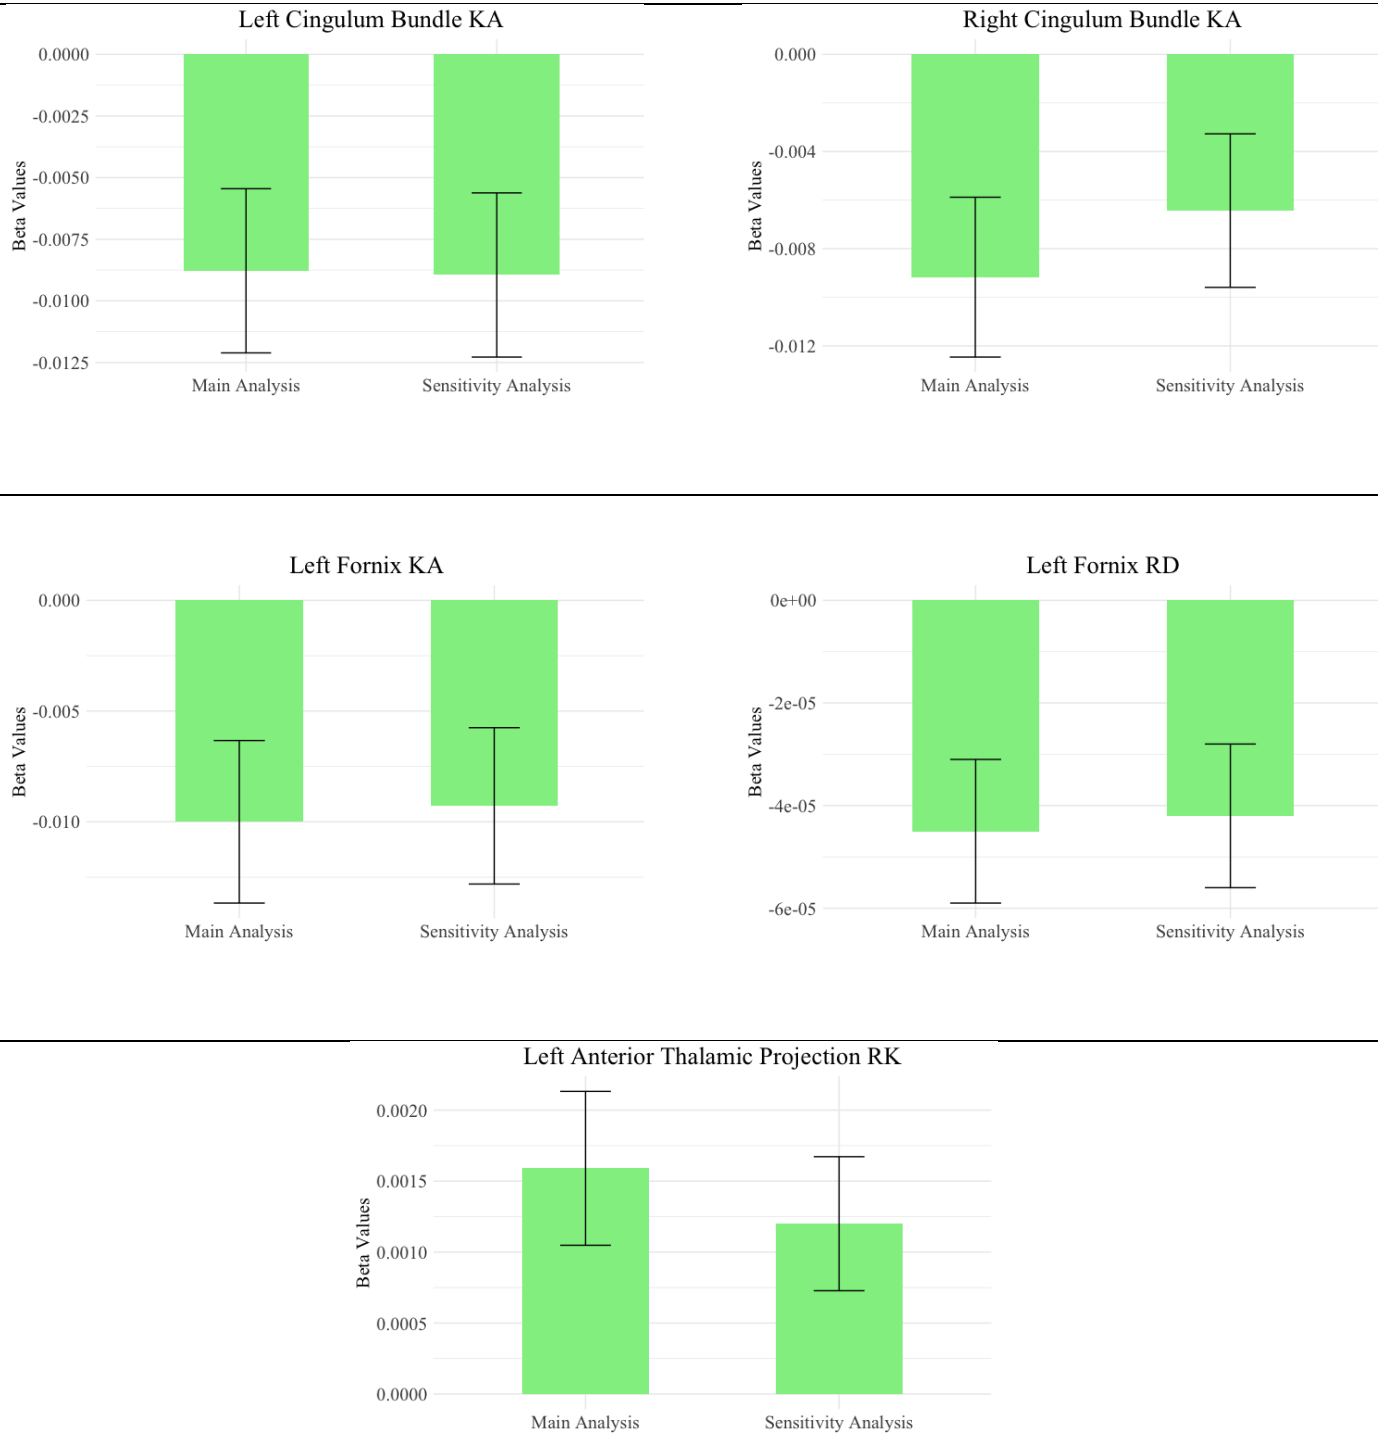 Left Cingulum Bundle KA
0.0000
-0.0025
-0.0050
-0.0075
-0.0100
-0.0125
Beta Values
Main Analysis
Sensitivity Analysis
Right Cingulum Bundle KA
0.000
-0.004
-0.008
-0.012
Beta Values
Main Analysis
Sensitivity Analysis
Left Fornix KA
0.000
-0.005
-0.010
Beta Values
Main Analysis
Sensitivity Analysis
Left Fornix RD
0e+00
-2e-05
-4e-05
-6e-05
Beta Values
Main Analysis
Sensitivity Analysis
Left Anterior Thalamic Projection RK
0.0020
0.0015
0.0010
0.0005
0.0000
Beta Values
Main Analysis
Sensitivity Analysis